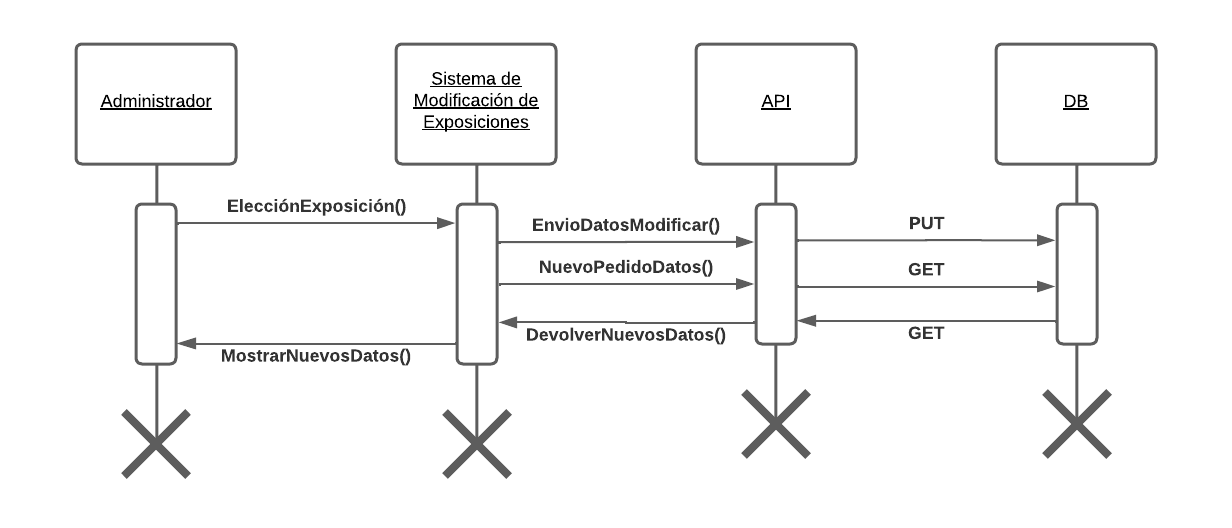 Administrador
Sistema de
Modificación de
Exposiciones
API
DB
ElecciónExposición()
EnvioDatosModificar()
PUT
NuevoPedidoDatos()
GET
DevolverNuevosDatos()
GET
MostrarNuevosDatos()